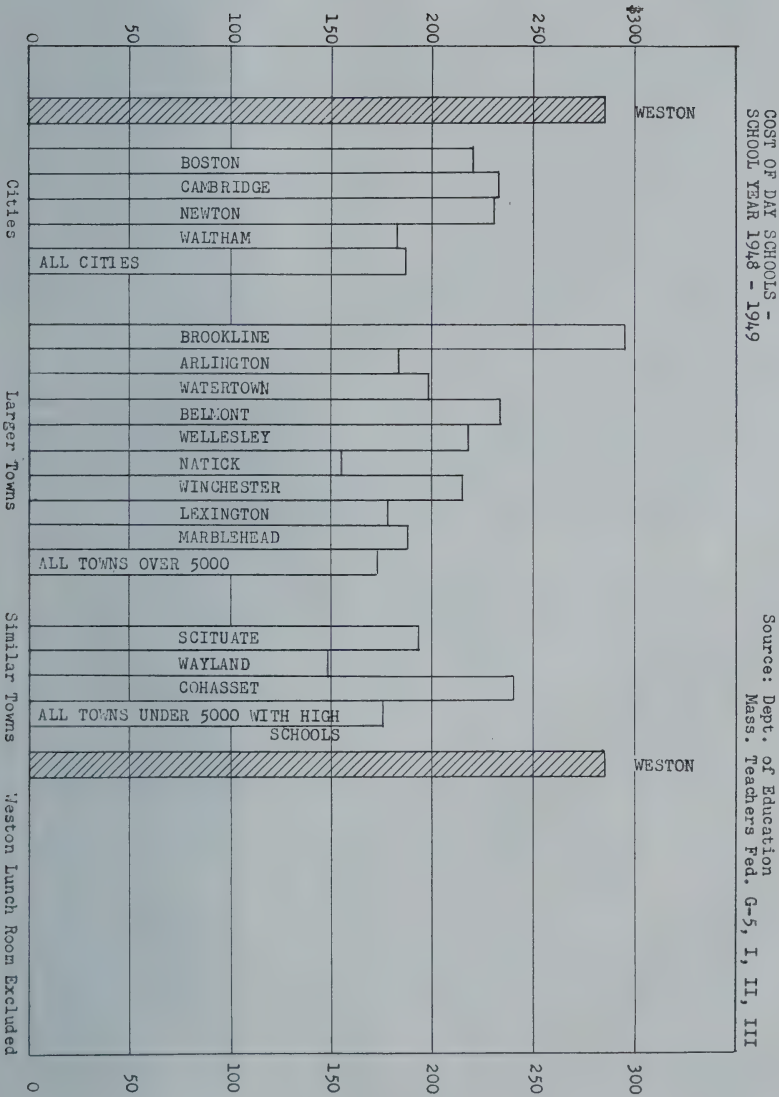 COST OF DAY SCHOOLS -
SCHOOL YEAR 1948 - 1949
Source: Dept. of Education
Mass. Teachers Fed. G-5, I, II, III
0
50
100
150
200
250
$300
WESTON
BOSTON
CAMBRIDGE
NEWTON
WALTHAM
ALL CITIES
Cities
BROOKLINE
ARLINGTON
WATERTOWN
BELMONT
WELLESLEY
NATICK
WINCHESTER
LEXINGTON
MARBLEHEAD
ALL TOWNS OVER 5000
Larger Towns
SCITUATE
WAYLAND
COHASSET
ALL TOWNS UNDER 5000 WITH HIGH
SCHOOLS
Similar Towns
WESTON
Weston Lunch Room Excluded
0
50
100
150
200
250
300